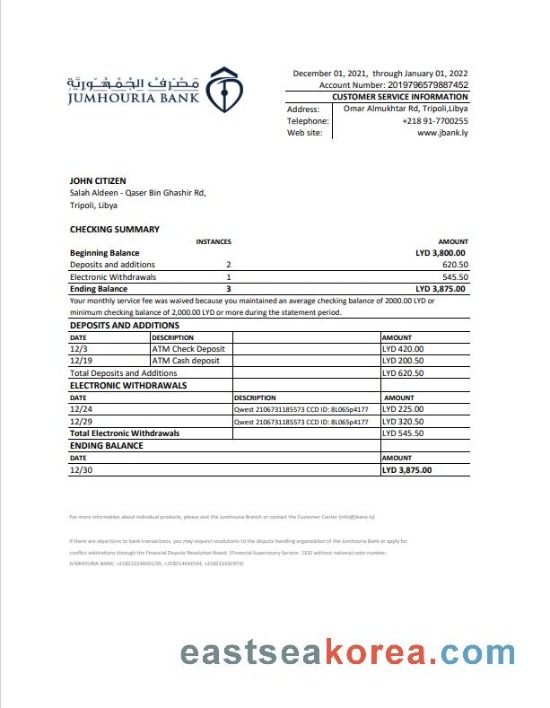 مصرف الجمهورية
JUMHOURIA BANK
December 01, 2021, through January 01, 2022
Account Number: 20197965798874​52
CUSTOMER SERVICE INFORMATION
Address: Omar Almukhtar Rd, Tripoli,Libya
Telephone: +218 91-7700255
Web site: www.jbank.ly
JOHN CITIZEN
Salah Aldeen - Qaser Bin Ghashir Rd,
Tripoli, Libya
CHECKING SUMMARY
INSTANCES AMOUNT
Beginning Balance LYD 3,800.00
Deposits and additions 2 620.50
Electronic Withdrawals 1 545.50
Ending Balance 3 LYD 3,875.00
Your monthly service fee was waived because you maintained an average checking balance of 2000.00 LYD or
minimum checking balance of 2,000.00 LYD or more during the statement period.
DEPOSITS AND ADDITIONS
DATE DESCRIPTION AMOUNT
12/3 ATM Check Deposit LYD 420.00
12/19 ATM Cash deposit LYD 200.50
Total Deposits and Additions LYD 620.50
ELECTRONIC WITHDRAWALS
DATE DESCRIPTION AMOUNT
12/24 Qwest 2106731185573 CCD ID: 8L065p4177 LYD 225.00
12/29 Qwest 2106731185573 CCD ID: 8L065p4177 LYD 320.50
Total Electronic Withdrawals LYD 545.50
ENDING BALANCE
DATE AMOUNT
12/30 LYD 3,875.00
For more information about individual products, please visit the Jumhouria Branch or contact the Customer Center (info@jbank.ly)
If there are objections to bank transactions, you may request resolutions to the dispute handling organization of the Jumhouria Bank or apply for
conflict arbitrations through the Financial Dispute Resolution Board. (Financial Supervisory Service: 1332 without national code number,
JUMHOURIA BANK:
eastseakorea.com